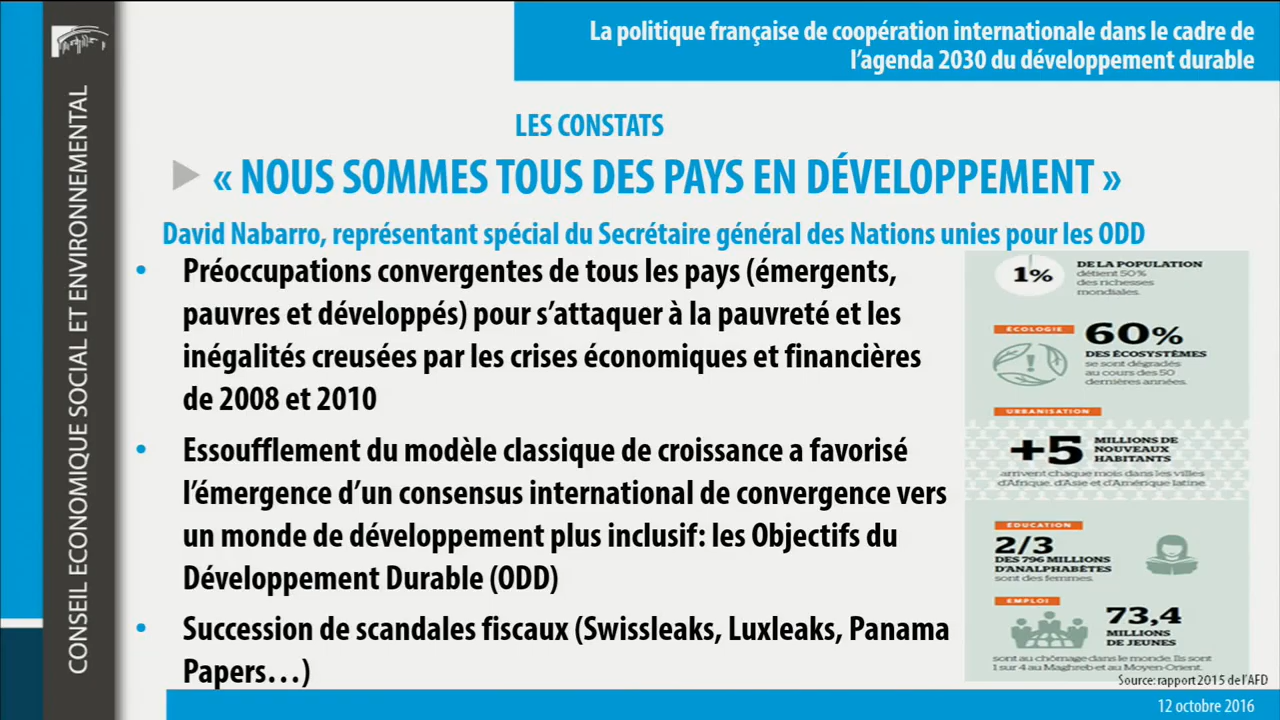 CONSEIL ECONOMIQUE SOCIAL ET ENVIRONNEMENTAL
La politique française de coopération internationale dans le cadre de
l’agenda 2030 du développement durable
LES CONSTATS
« NOUS SOMMES TOUS DES PAYS EN DÉVELOPPEMENT »
David Nabarro, représentant spécial du Secrétaire général des Nations unies pour les ODD
• Préoccupations convergentes de tous les pays (émergents,
pauvres et développés) pour s’attaquer à la pauvreté et les
inégalités creusées par les crises économiques et financières
de 2008 et 2010
• Essoufflement du modèle classique de croissance a favorisé
l’émergence d’un consensus international de convergence vers
un monde de développement plus inclusif: les Objectifs du
Développement Durable (ODD)
• Succession de scandales fiscaux (Swissleaks, Luxleaks, Panama
Papers…)
1%
DE LA POPULATION
détient 50%
des richesses
mondiales.
ÉCOLOGIE
60%
DES ÉCOSYSTÈMES
se sont dégradés
au cours des 50
dernières années.
URBANISATION
+5
MILLIONS DE
NOUVEAUX
HABITANTS
arrivent chaque mois dans les villes
d’Afrique, d’Asie et d’Amérique latine.
ÉDUCATION
2/3
DES 796 MILLIONS
D’ANALPHABÈTES
sont des femmes.
EMPLOI
73,4
MILLIONS
DE JEUNES
sont au chômage dans le monde. Ils sont
1 sur 4 au Maghreb et au Moyen-Orient.
Source: rapport 2015 de l’AFD
12 octobre 2016